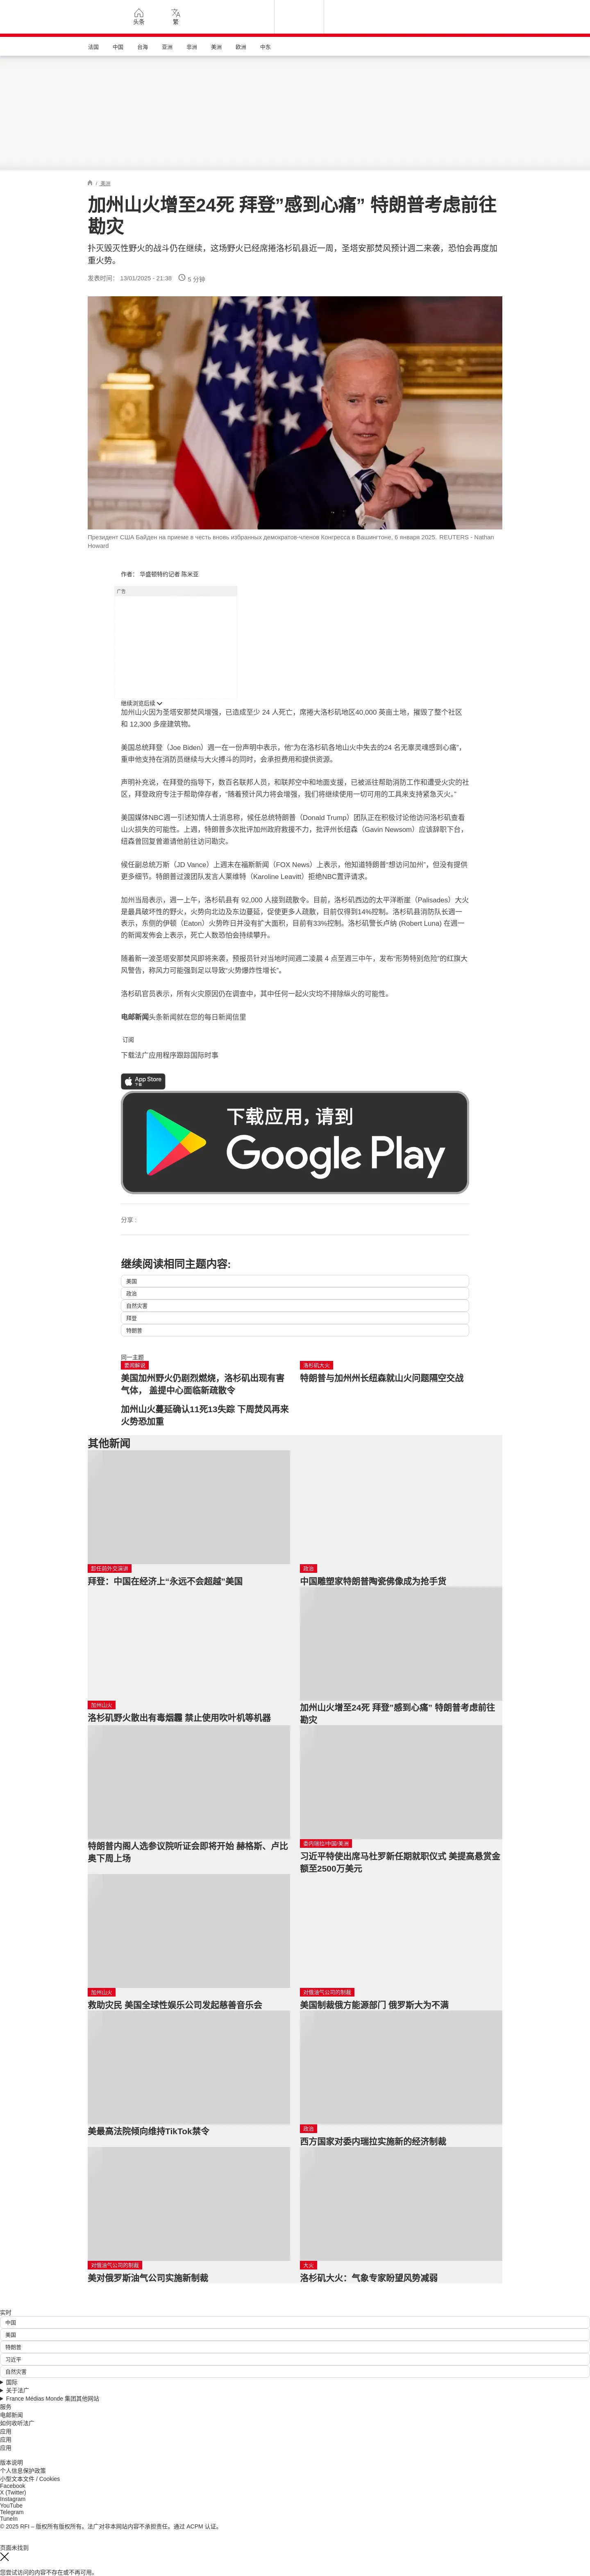 头条
繁
法国
中国
台海
亚洲
非洲
美洲
欧洲
中东
/ 美洲
加州山火增至24死 拜登”感到心痛” 特朗普考虑前往
勘灾
扑灭毁灭性野火的战斗仍在继续，这场野火已经席捲洛杉矶县近一周，圣塔安那焚风预计週二来袭，恐怕会再度加
重火势。
发表时间： 13/01/2025 - 21:38 5 分钟
Президент США Байден на приеме в честь вновь избранных демократов-членов Конгресса в Вашингтоне, 6 января 2025. REUTERS - Nathan
Howard
作者： 华盛顿特约记者 陈米亚
广告
继续浏览后续
加州山火因为圣塔安那焚风增强，已造成至少 24 人死亡，席捲大洛杉矶地区40,000 英亩土地，摧毁了整个社区
和 12,300 多座建筑物。
美国总统拜登（Joe Biden）週一在一份声明中表示，他“为在洛杉矶各地山火中失去的24 名无辜灵魂感到心痛”，
重申他支持在消防员继续与大火搏斗的同时，会承担费用和提供资源。
声明补充说，在拜登的指导下，数百名联邦人员，和联邦空中和地面支援，已被派往帮助消防工作和遭受火灾的社
区，拜登政府专注于帮助倖存者，“随着预计风力将会增强，我们将继续使用一切可用的工具来支持紧急灭火。”
美国媒体NBC週一引述知情人士消息称，候任总统特朗普（Donald Trump）团队正在积极讨论他访问洛杉矶查看
山火损失的可能性。上週，特朗普多次批评加州政府救援不力，批评州长纽森（Gavin Newsom）应该辞职下台，
纽森曾回复曾邀请他前往访问勘灾。
候任副总统万斯（JD Vance）上週末在福斯新闻（FOX News）上表示，他知道特朗普“想访问加州”，但没有提供
更多细节。特朗普过渡团队发言人莱维特（Karoline Leavitt）拒绝NBC置评请求。
加州当局表示，週一上午，洛杉矶县有 92,000 人接到疏散令。目前，洛杉矶西边的太平洋断崖（Palisades）大火
是最具破坏性的野火，火势向北边及东边蔓延，促使更多人疏散，目前仅得到14%控制。洛杉矶县消防队长週一
表示，东侧的伊顿（Eaton）火势昨日并没有扩大面积，目前有33%控制。洛杉矶警长卢纳 (Robert Luna) 在週一
的新闻发佈会上表示，死亡人数恐怕会持续攀升。
随着新一波圣塔安那焚风即将来袭，预报员针对当地时间週二凌晨 4 点至週三中午，发布“形势特别危险”的红旗大
风警告，称风力可能强到足以导致“火势爆炸性增长”。
洛杉矶官员表示，所有火灾原因仍在调查中，其中任何一起火灾均不排除纵火的可能性。
电邮新闻头条新闻就在您的每日新闻信里
订阅
下载法广应用程序跟踪国际时事
App Store
下载
下载应用，请到
Google Play
分享 :
继续阅读相同主题内容:
美国
政治
自然灾害
拜登
特朗普
同一主题
要闻解说
美国加州野火仍剧烈燃烧，洛杉矶出现有害
气体， 盖提中心面临新疏散令
洛杉矶大火
特朗普与加州州长纽森就山火问题隔空交战
加州山火蔓延确认11死13失踪 下周焚风再来
火势恐加重
其他新闻
卸任前外交演讲
拜登：中国在经济上“永远不会超越”美国
政治
中国雕塑家特朗普陶瓷佛像成为抢手货
加州山火
洛杉矶野火散出有毒烟霾 禁止使用吹叶机等机器
加州山火增至24死 拜登”感到心痛” 特朗普考虑前往
勘灾
特朗普内阁人选参议院听证会即将开始 赫格斯、卢比
奥下周上场
委内瑞拉/中国/美洲
习近平特使出席马杜罗新任期就职仪式 美提高悬赏金
额至2500万美元
加州山火
救助灾民 美国全球性娱乐公司发起慈善音乐会
对俄油气公司的制裁
美国制裁俄方能源部门 俄罗斯大为不满
美最高法院倾向维持TikTok禁令
政治
西方国家对委内瑞拉实施新的经济制裁
对俄油气公司的制裁
美对俄罗斯油气公司实施新制裁
大火
洛杉矶大火：气象专家盼望风势减弱
实时
中国
美国
特朗普
习近平
自然灾害
国际
关于法广
France Médias Monde 集团其他网站
服务
电邮新闻
如何收听法广
应用
应用
应用
版本说明
个人信息保护政策
小型文本文件 / Cookies
Facebook
X (Twitter)
Instagram
YouTube
Telegram
TuneIn
© 2025 RFI – 版权所有版权所有。法广对非本网站内容不承担责任。通过 ACPM 认证。
页面未找到
您尝试访问的内容不存在或不再可用。